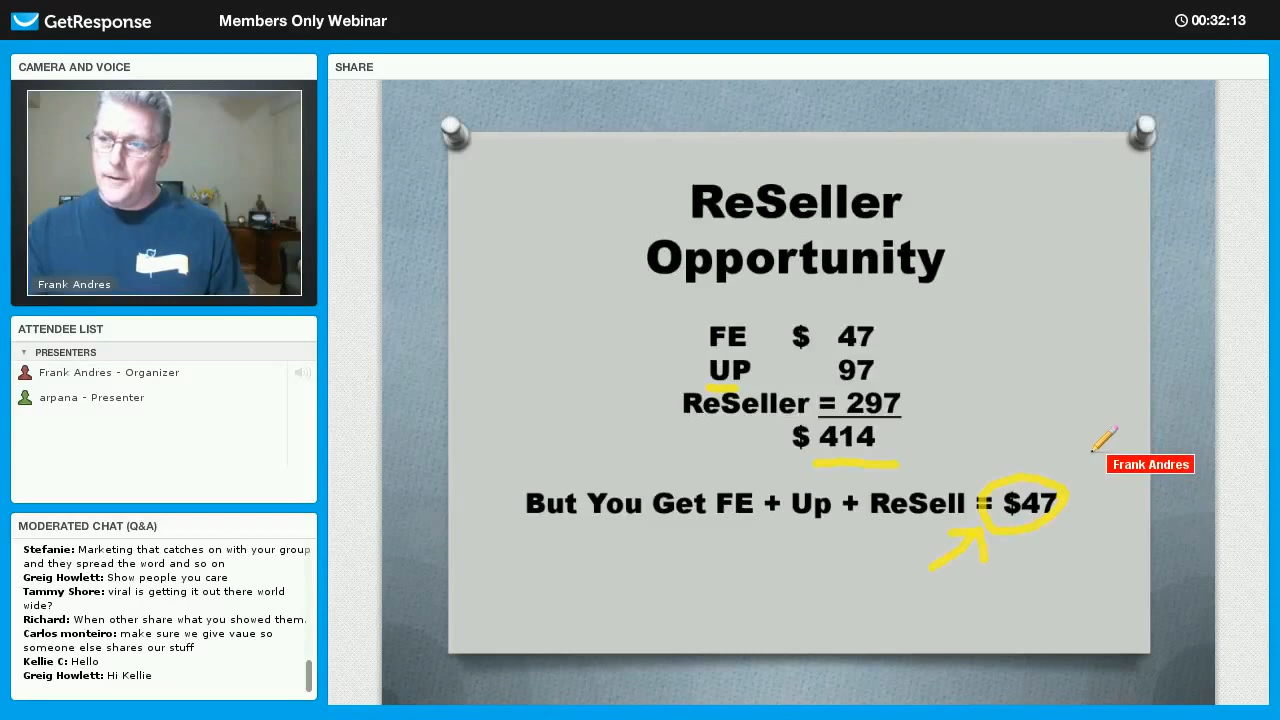 GetResponse
Members Only Webinar
00:32:13
CAMERA AND VOICE
Frank Andres
ATTENDEE LIST
PRESENTERS
Frank Andres - Organizer
arpana - Presenter
MODERATED CHAT (Q&A)
Stefanie: Marketing that catches on with your group
and they spread the word and so on
Greig Howlett: Show people you care
Tammy Shore: viral is getting it out there world
wide?
Richard: When other share what you showed them.
Carlos monteiro: make sure we give vaue so
someone else shares our stuff
Kellie C: Hello
Greig Howlett: Hi Kellie
SHARE
ReSeller
Opportunity
FE $ 47
UP 97
ReSeller = 297
$ 414
Frank Andres
But You Get FE + Up + ReSell = $47